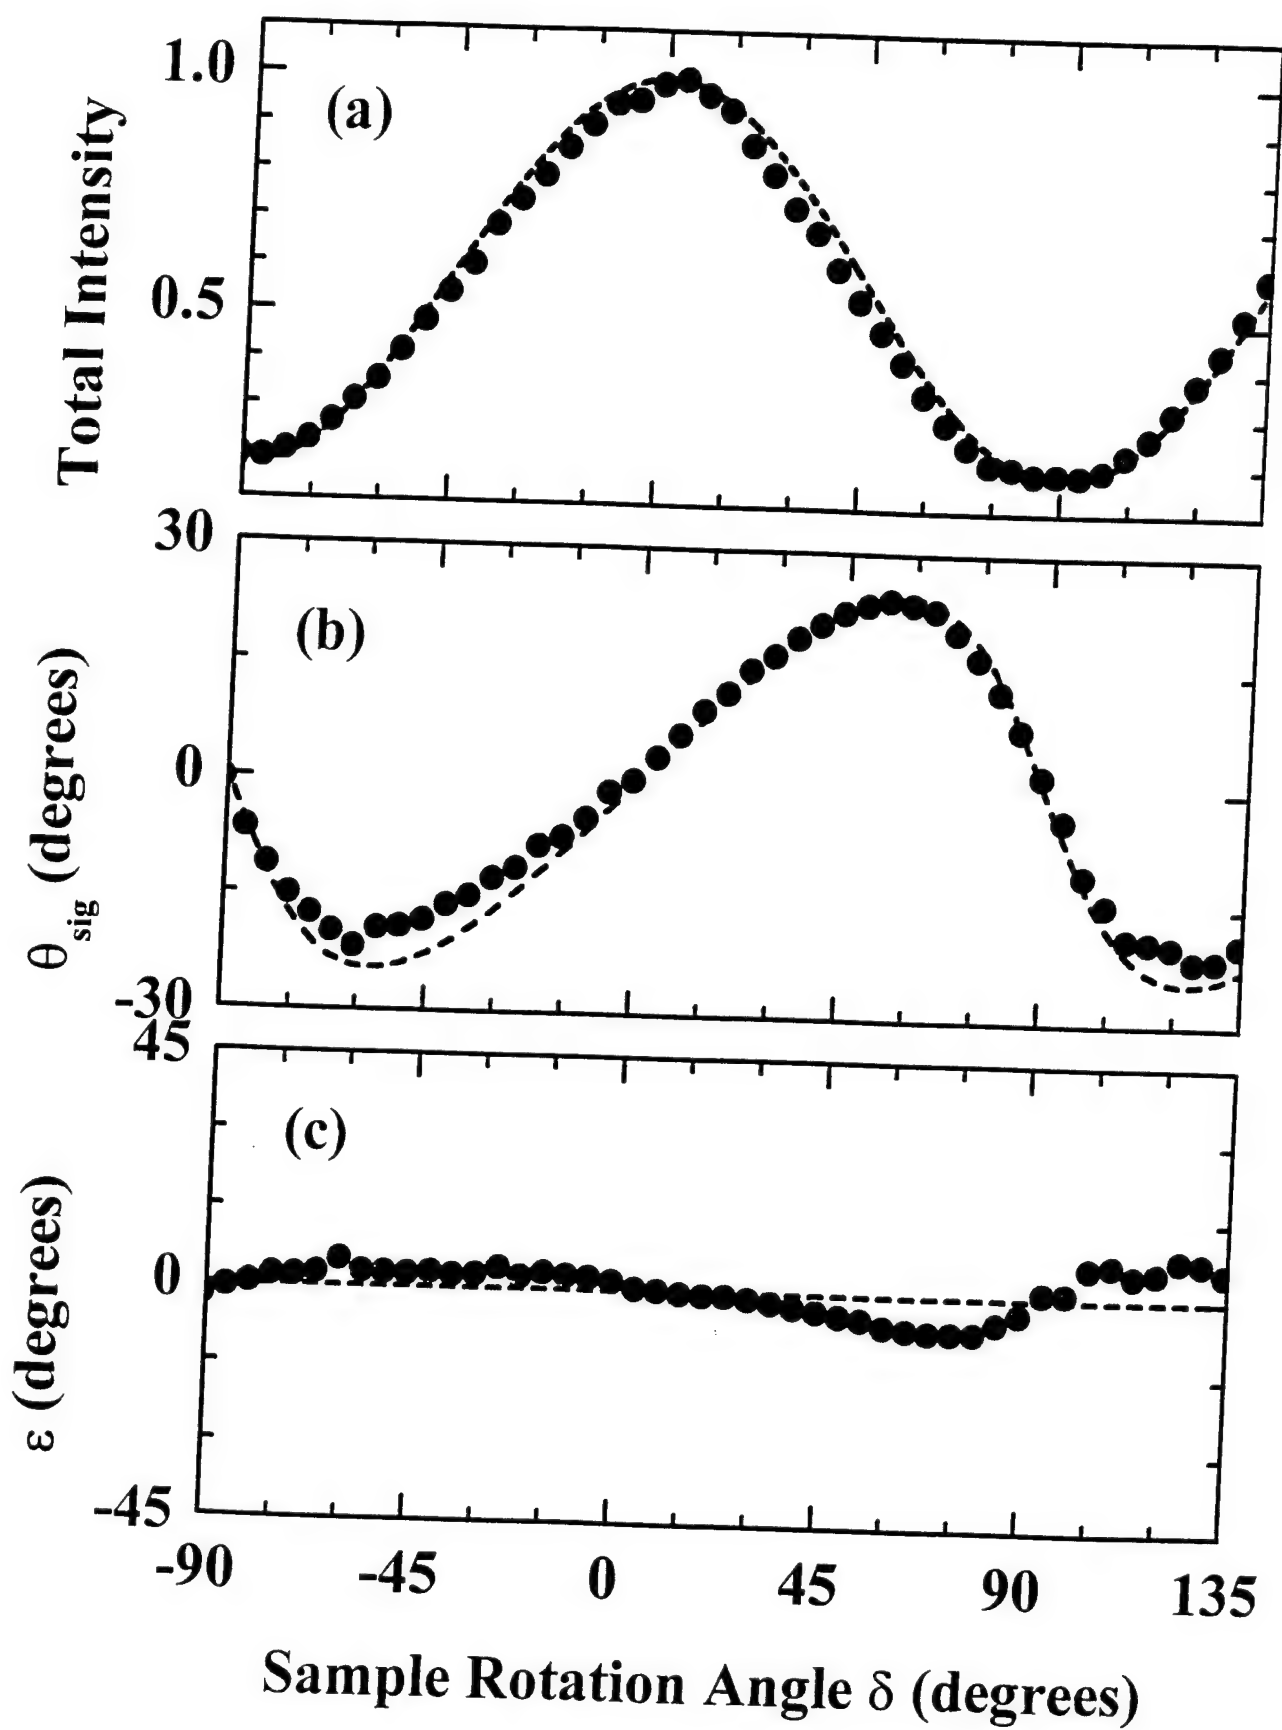 1.0
(a)
Total Intensity
0.5
30
(b)
θsig (degrees)
0
-30
45
(c)
ε (degrees)
0
-45
-90 -45 0 45 90 135
Sample Rotation Angle δ (degrees)